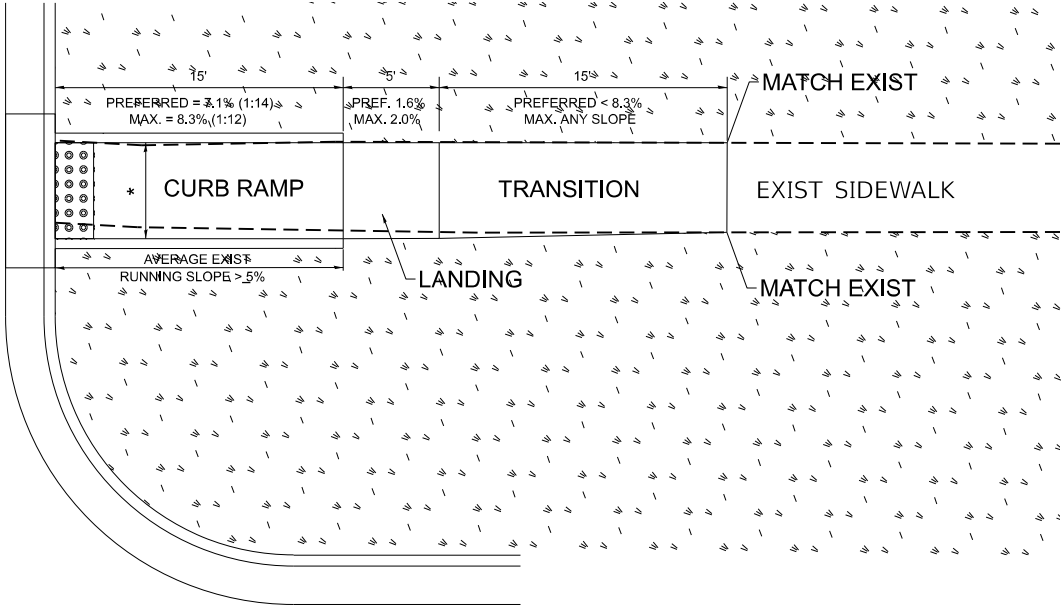 15'
5'
15'
PREFERRED = 7.1% (1:14)
MAX. = 8.3% (1:12)
PREF. 1.6%
MAX. 2.0%
PREFERRED < 8.3%
MAX. ANY SLOPE
MATCH EXIST
*
CURB RAMP
TRANSITION
EXIST SIDEWALK
AVERAGE EXIST
RUNNING SLOPE > 5%
LANDING
MATCH EXIST